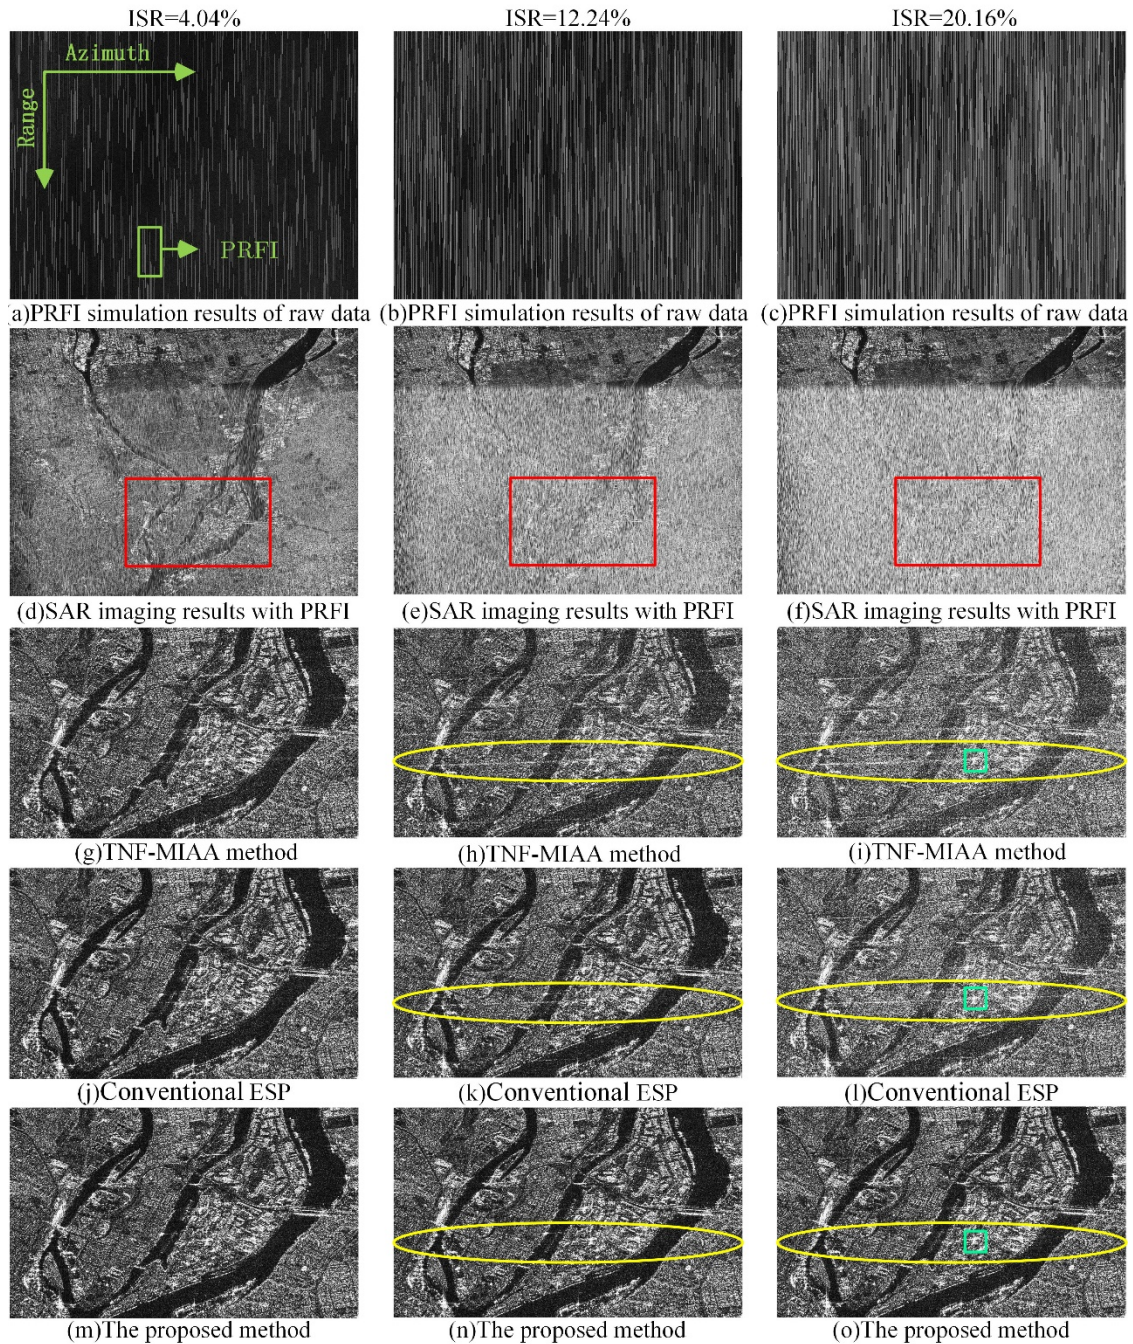 ISR=4.04% ISR=12.24% ISR=20.16%
Azimuth
Range
PRFI
(a)PRFI simulation results of raw data (b)PRFI simulation results of raw data (c)PRFI simulation results of raw data
(d)SAR imaging results with PRFI (e)SAR imaging results with PRFI (f)SAR imaging results with PRFI
(g)TNF-MIAA method (h)TNF-MIAA method (i)TNF-MIAA method
(j)Conventional ESP (k)Conventional ESP (l)Conventional ESP
(m)The proposed method (n)The proposed method (o)The proposed method